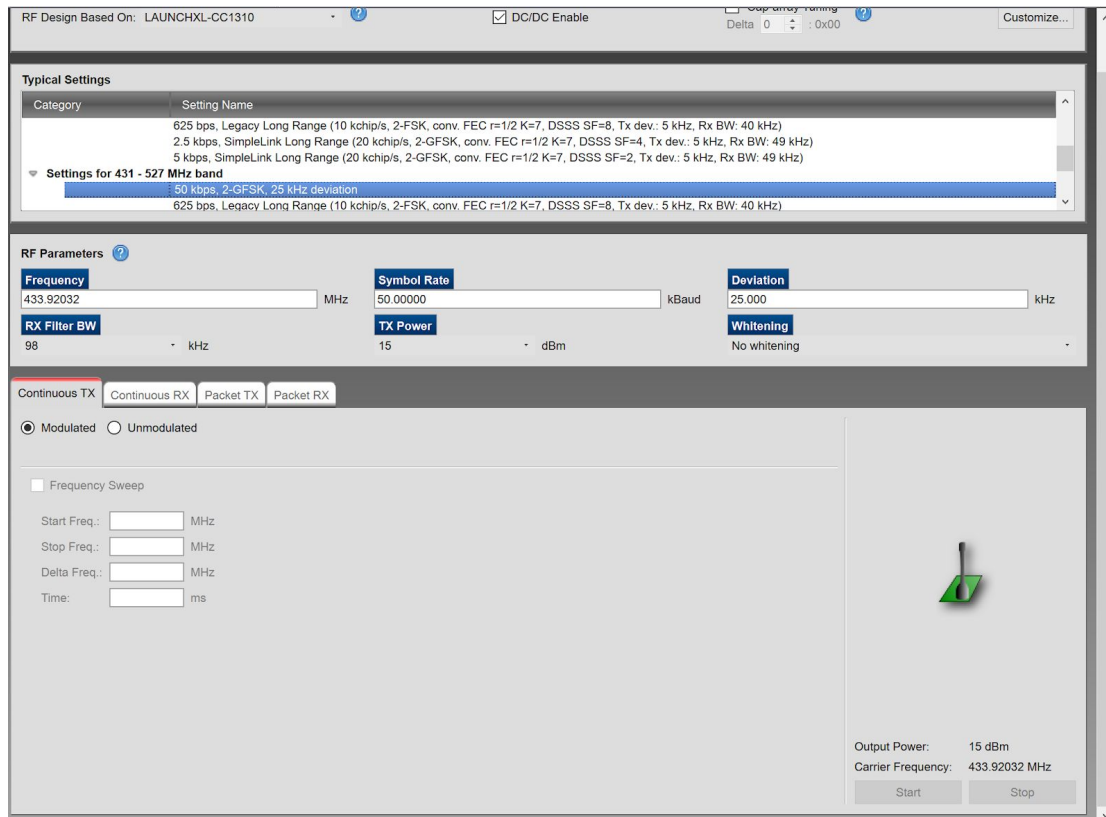 RF Design Based On: LAUNCHXL-CC1310
DC/DC Enable
Cap-array Tuning
Delta 0 : 0x00
Customize...
Typical Settings
Category Setting Name
625 bps, Legacy Long Range (10 kchip/s, 2-FSK, conv. FEC r=1/2 K=7, DSSS SF=8, Tx dev.: 5 kHz, Rx BW: 40 kHz)
2.5 kbps, SimpleLink Long Range (20 kchip/s, 2-GFSK, conv. FEC r=1/2 K=7, DSSS SF=4, Tx dev.: 5 kHz, Rx BW: 49 kHz)
5 kbps, SimpleLink Long Range (20 kchip/s, 2-GFSK, conv. FEC r=1/2 K=7, DSSS SF=2, Tx dev.: 5 kHz, Rx BW: 49 kHz)
Settings for 431 - 527 MHz band
50 kbps, 2-GFSK, 25 kHz deviation
625 bps, Legacy Long Range (10 kchip/s, 2-FSK, conv. FEC r=1/2 K=7, DSSS SF=8, Tx dev.: 5 kHz, Rx BW: 40 kHz)
RF Parameters ?
Frequency Symbol Rate Deviation
433.92032 MHz 50.00000 kBaud 25.000 kHz
RX Filter BW TX Power Whitening
98 kHz 15 dBm No whitening
Continuous TX Continuous RX Packet TX Packet RX
Modulated Unmodulated
Frequency Sweep
Start Freq.: MHz
Stop Freq.: MHz
Delta Freq.: MHz
Time: ms
Output Power: 15 dBm
Carrier Frequency: 433.92032 MHz
Start Stop